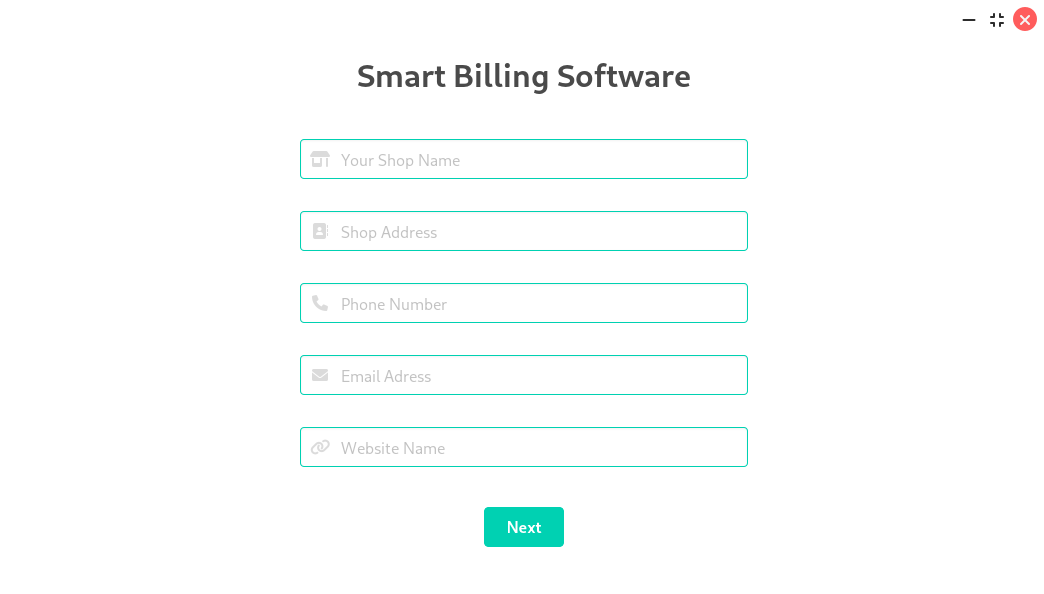 Smart Billing Software
Your Shop Name
Shop Address
Phone Number
Email Adress
Website Name
Next